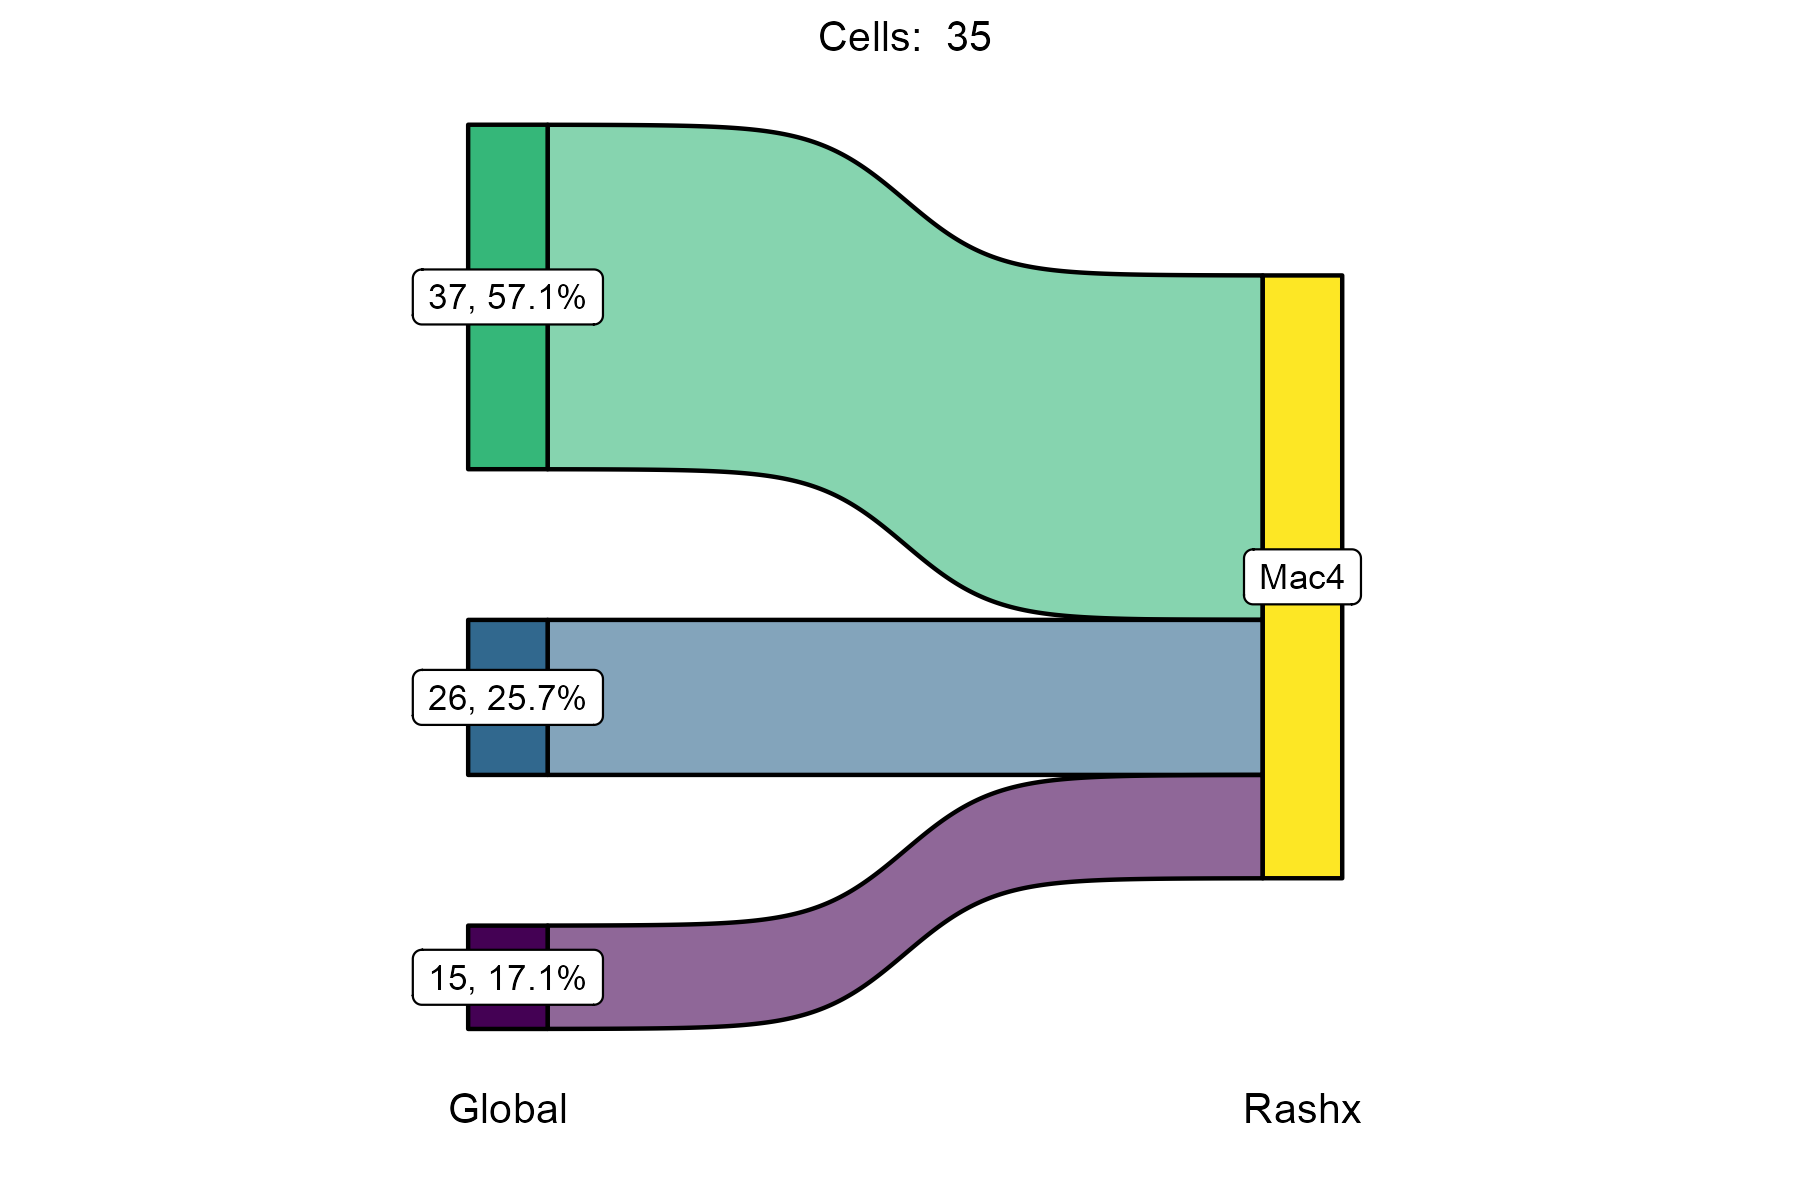 Cells:  35
37, 57.1%
Mac4
26, 25.7%
15, 17.1%
Global
Rashx